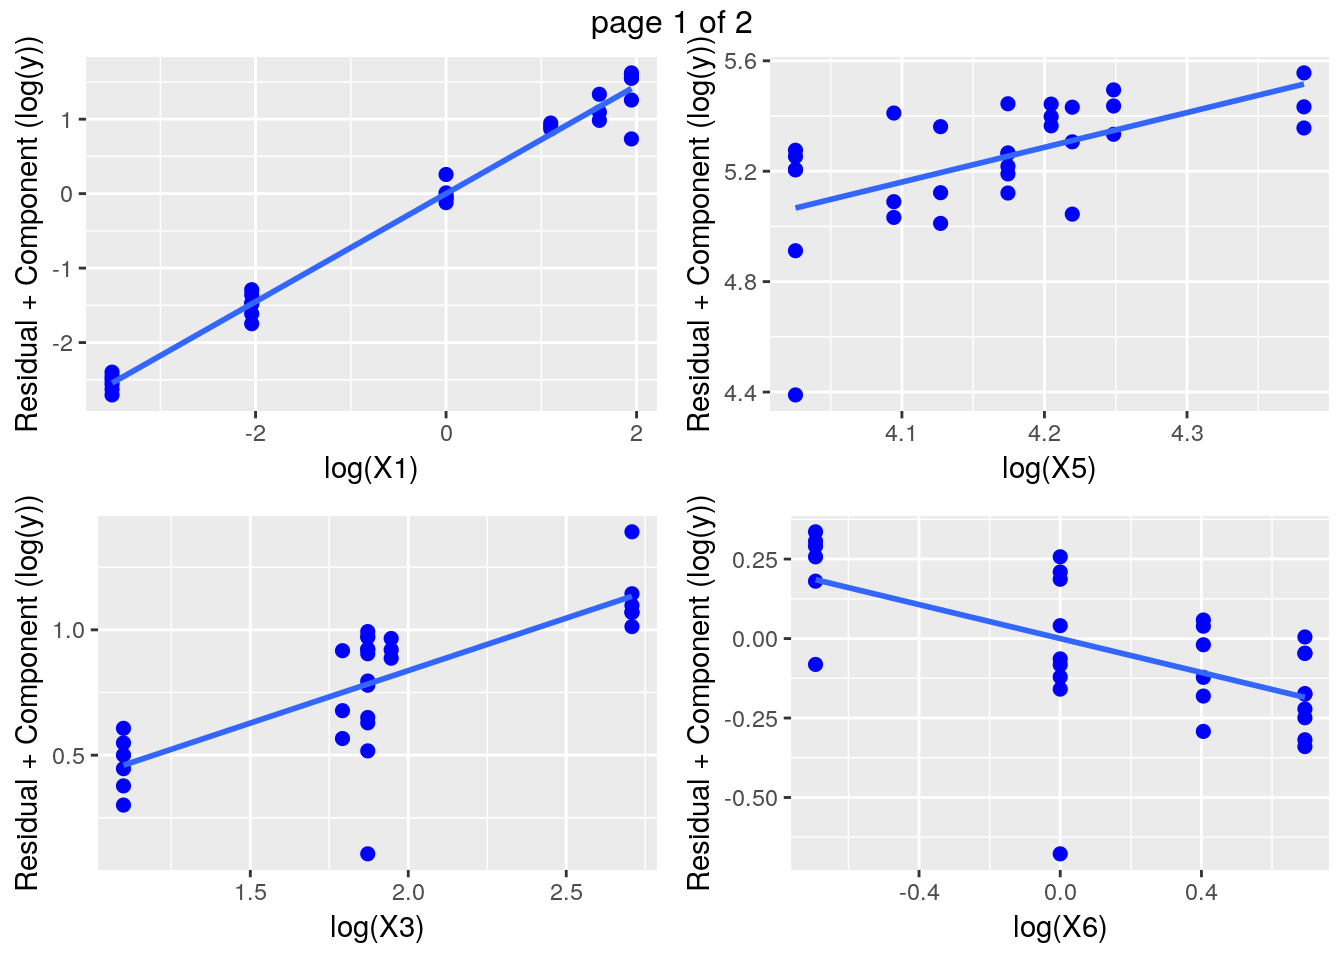 page 1 of 2
Residual + Component (log(y))
1
0
-1
-2
-2
0
2
log(X1)
Residual + Component (log(y))
5.6
5.2
4.8
4.4
4.1
4.2
4.3
log(X5)
Residual + Component (log(y))
1.0
0.5
1.5
2.0
2.5
log(X3)
Residual + Component (log(y))
0.25
0.00
-0.25
-0.50
-0.4
0.0
0.4
log(X6)